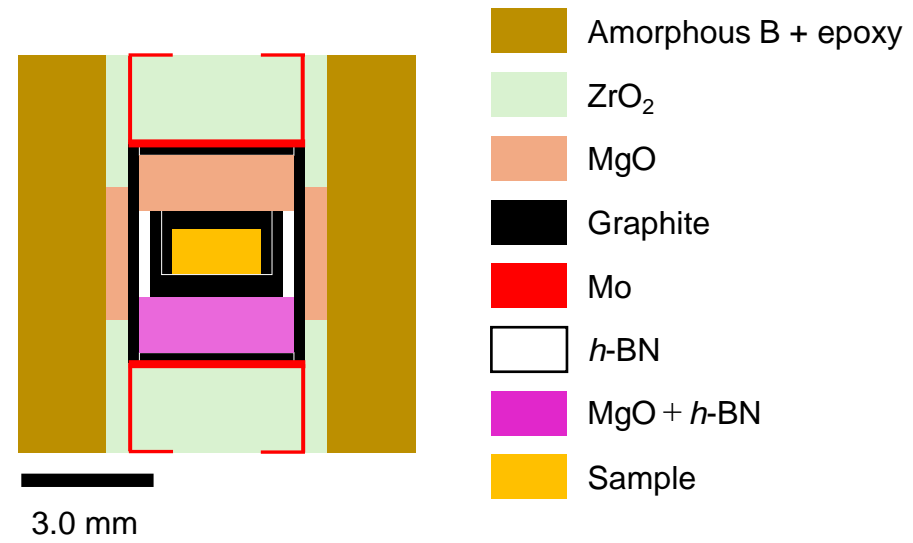 Amorphous B + epoxy
ZrO₂
MgO
Graphite
Mo
h-BN
MgO + h-BN
Sample
3.0 mm